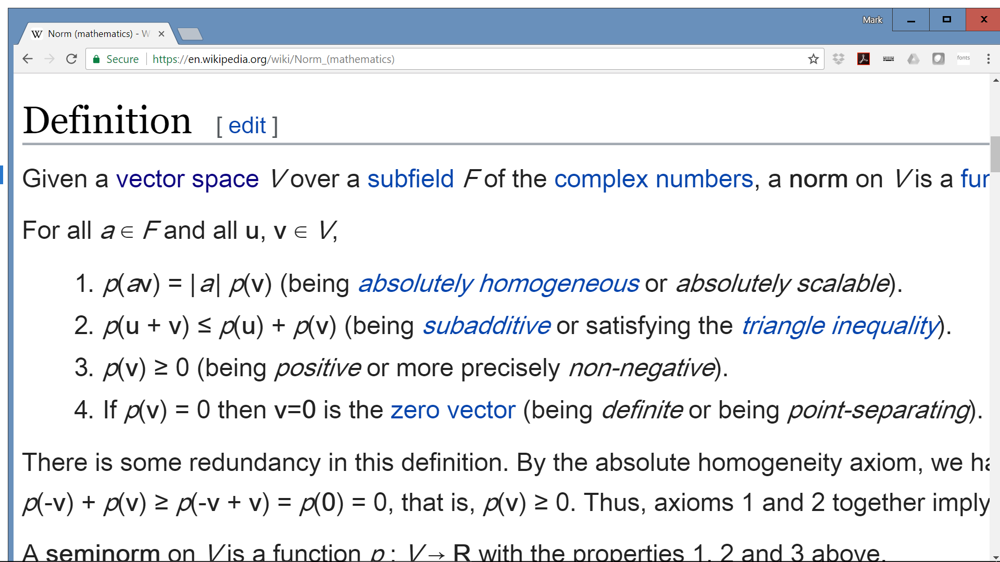 Mark
Norm (mathematics) - W
Secure https://en.wikipedia.org/wiki/Norm_(mathematics)
fonts
Definition [ edit ]
Given a vector space V over a subfield F of the complex numbers, a norm on V is a fur
For all a ∈ F and all u, v ∈ V,
1. p(av) = |a| p(v) (being absolutely homogeneous or absolutely scalable).
2. p(u + v) ≤ p(u) + p(v) (being subadditive or satisfying the triangle inequality).
3. p(v) ≥ 0 (being positive or more precisely non-negative).
4. If p(v) = 0 then v=0 is the zero vector (being definite or being point-separating).
There is some redundancy in this definition. By the absolute homogeneity axiom, we ha
p(-v) + p(v) ≥ p(-v + v) = p(0) = 0, that is, p(v) ≥ 0. Thus, axioms 1 and 2 together imply
A seminorm on V is a function p : V → R with the properties 1, 2 and 3 above.